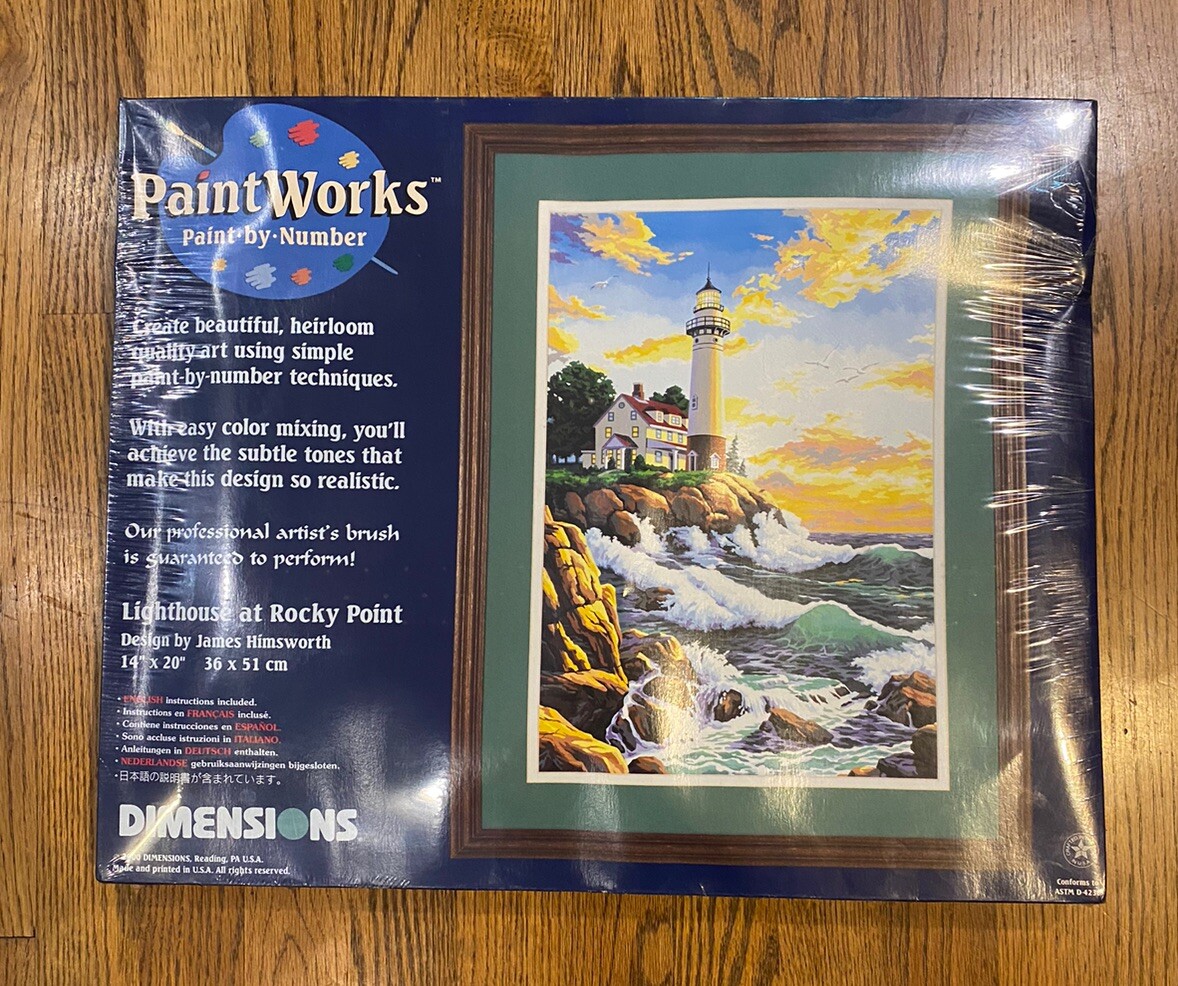 PaintWorks™
Paint·by·Number
Create beautiful, heirloom
quality art using simple
paint-by-number techniques.
With easy color mixing, you'll
achieve the subtle tones that
make this design so realistic.
Our professional artist's brush
is guaranteed to perform!
Lighthouse at Rocky Point
Design by James Himsworth
14" x 20" 36 x 51 cm
• ENGLISH instructions included.
• Instructions en FRANÇAIS inclusé.
• Contiene instrucciones en ESPAÑOL.
• Sono accluse istruzioni in ITALIANO.
• Anleitungen in DEUTSCH enthalten.
• NEDERLANDSE gebruiksaanwijzingen bijgesloten.
•日本語の説明書が含まれています。
DIMENSIONS
DIMENSIONS, Reading, PA U.S.A.
Made and printed in U.S.A. All rights reserved.
Conforms to
ASTM